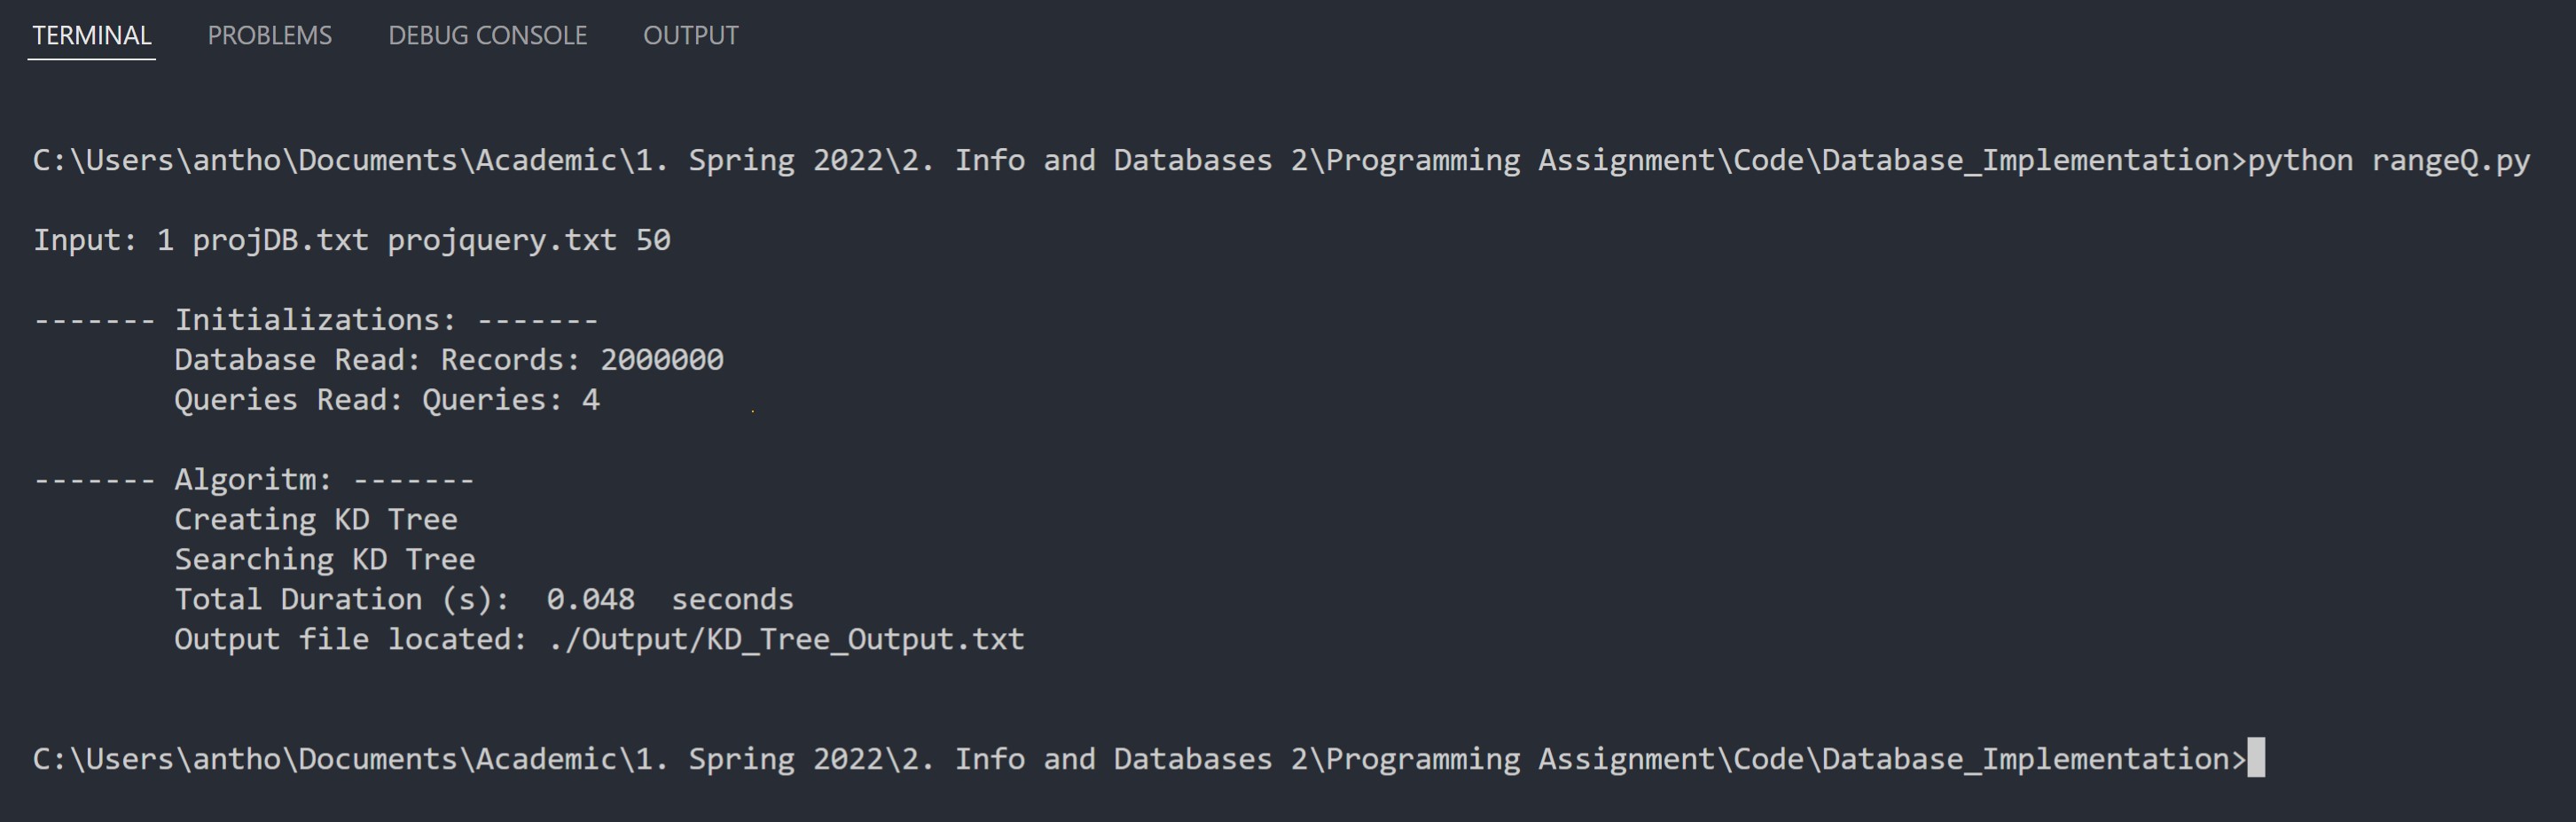 TERMINAL PROBLEMS DEBUG CONSOLE OUTPUT
C:\Users\antho\Documents\Academic\1. Spring 2022\2. Info and Databases 2\Programming Assignment\Code\Database_Implementation>python rangeQ.py
Input: 1 projDB.txt projquery.txt 50
------- Initializations: -------
Database Read: Records: 2000000
Queries Read: Queries: 4
------- Algoritm: -------
Creating KD Tree
Searching KD Tree
Total Duration (s):  0.048  seconds
Output file located: ./Output/KD_Tree_Output.txt
C:\Users\antho\Documents\Academic\1. Spring 2022\2. Info and Databases 2\Programming Assignment\Code\Database_Implementation>